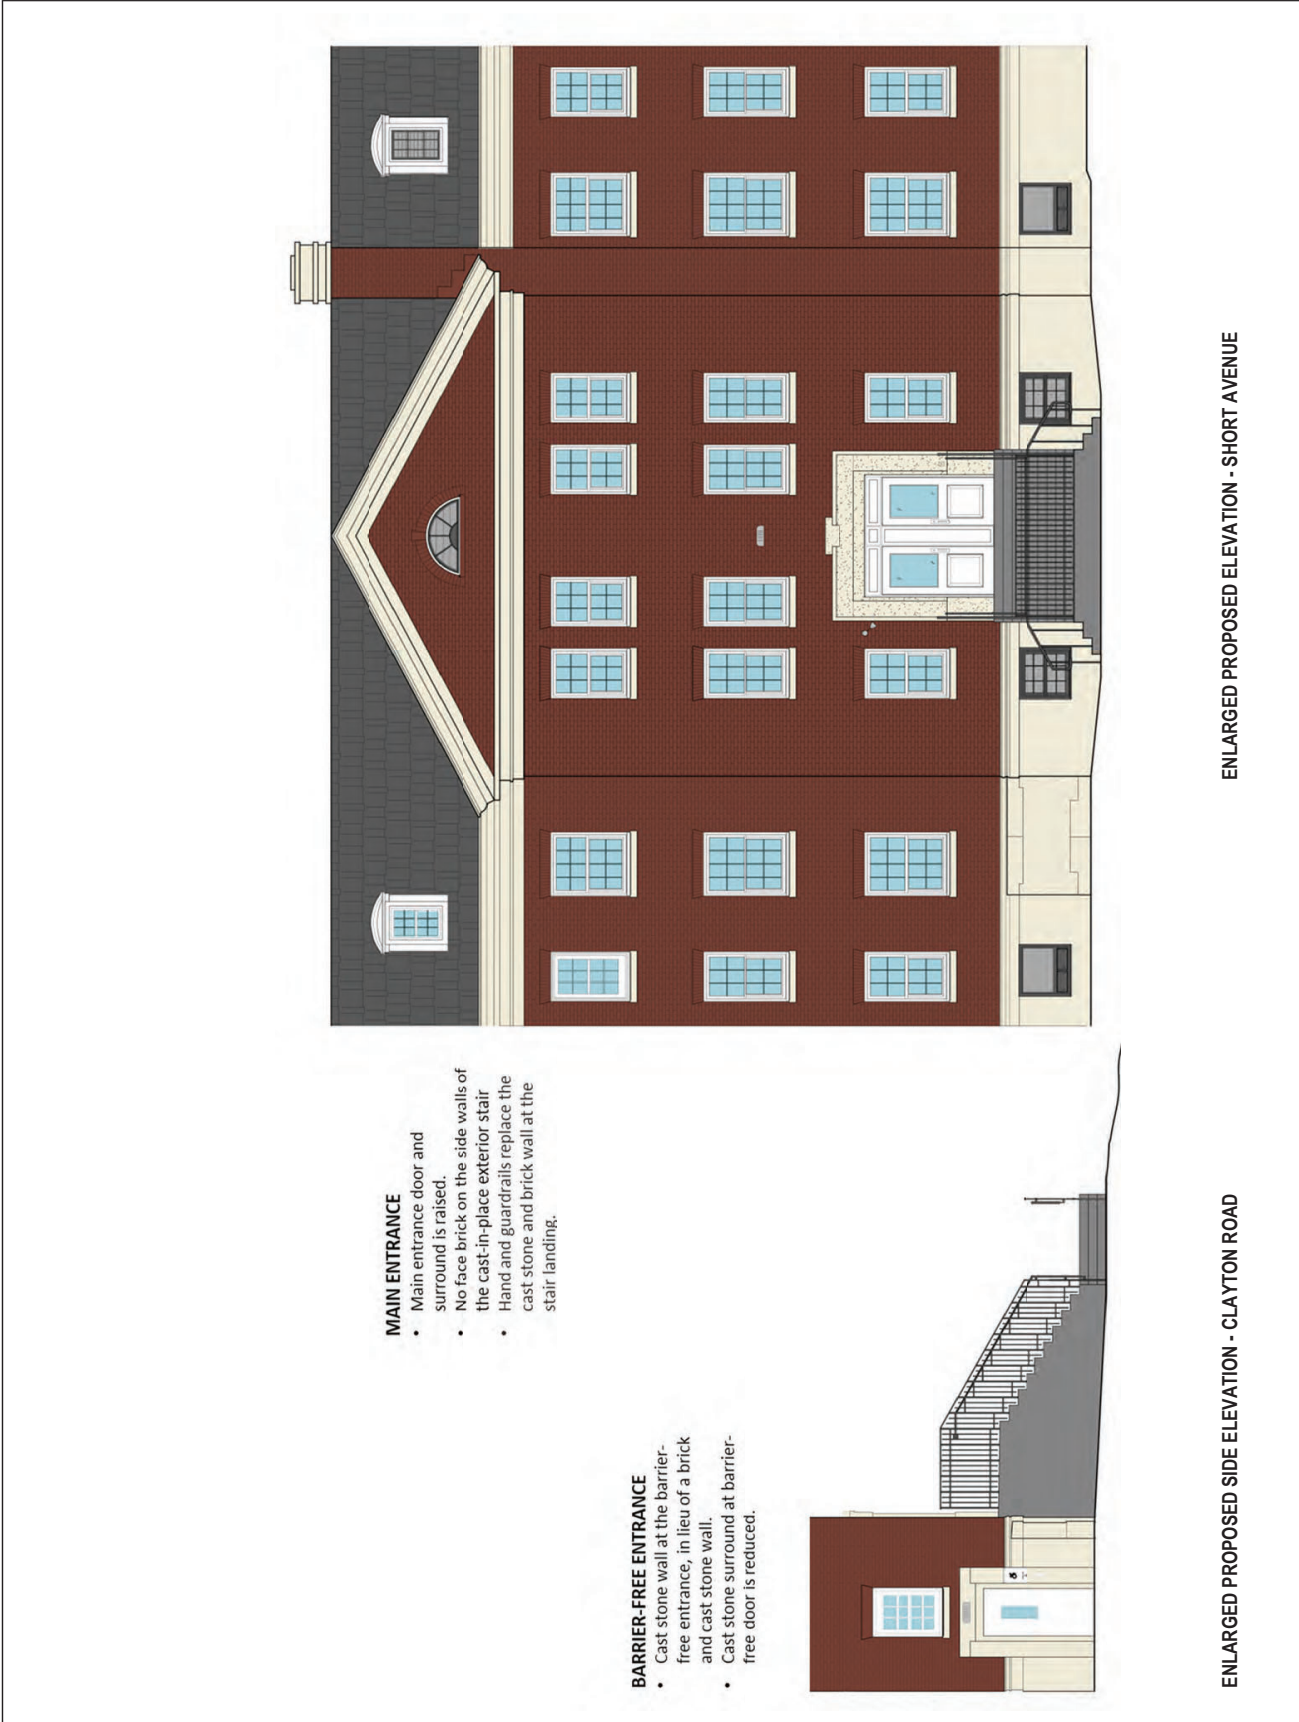 MAIN ENTRANCE
• Main entrance door and
surround is raised.
• No face brick on the side walls of
the cast-in-place exterior stair
• Hand and guardrails replace the
cast stone and brick wall at the
stair landing.
BARRIER-FREE ENTRANCE
• Cast stone wall at the barrier-
free entrance, in lieu of a brick
and cast stone wall.
• Cast stone surround at barrier-
free door is reduced.
ENLARGED PROPOSED SIDE ELEVATION - CLAYTON ROAD
ENLARGED PROPOSED ELEVATION - SHORT AVENUE